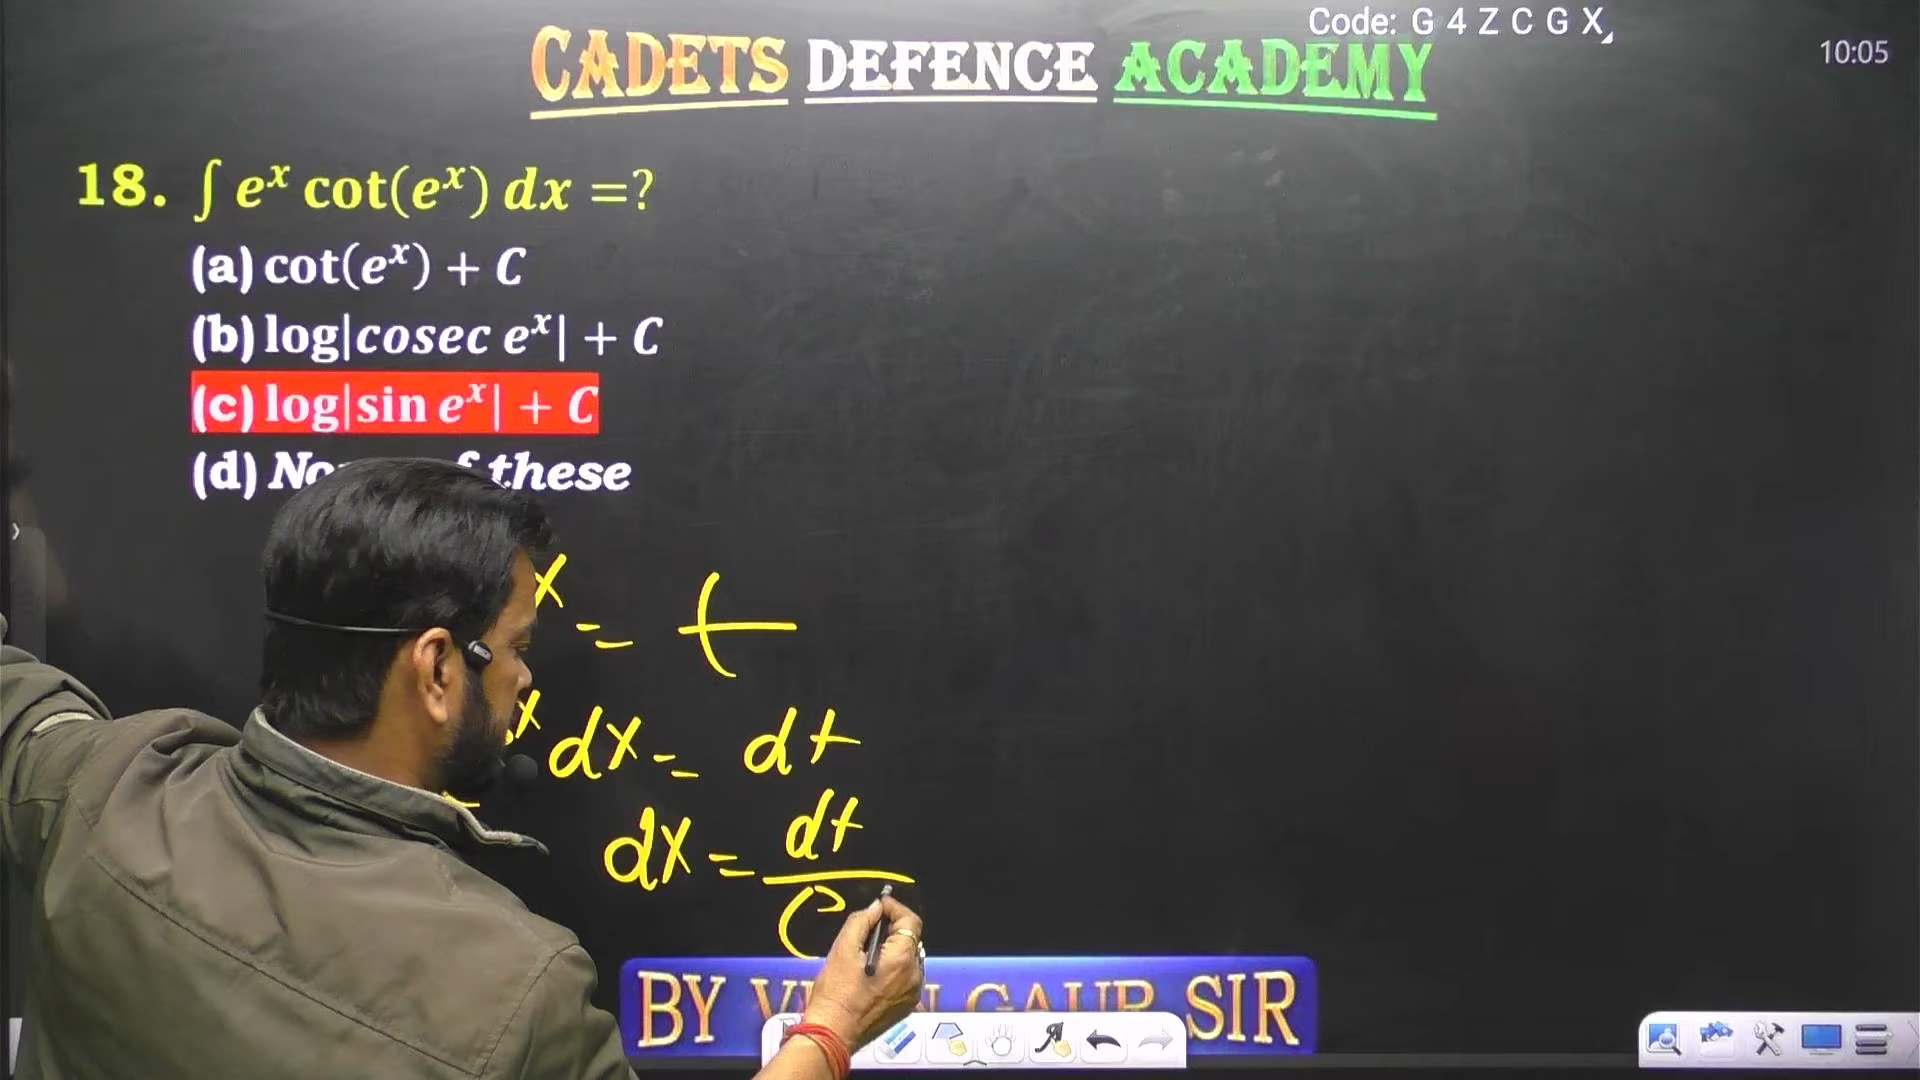 Code: G 4 Z C G X
10:05
CADETS DEFENCE ACADEMY
18. ∫ eˣ cot(eˣ) dx =?
(a) cot(eˣ) + C
(b) log|cosec eˣ| + C
(c) log|sin eˣ| + C
(d) these
x = t
x dx = dt
dx = dt / e
BY GAUR SIR